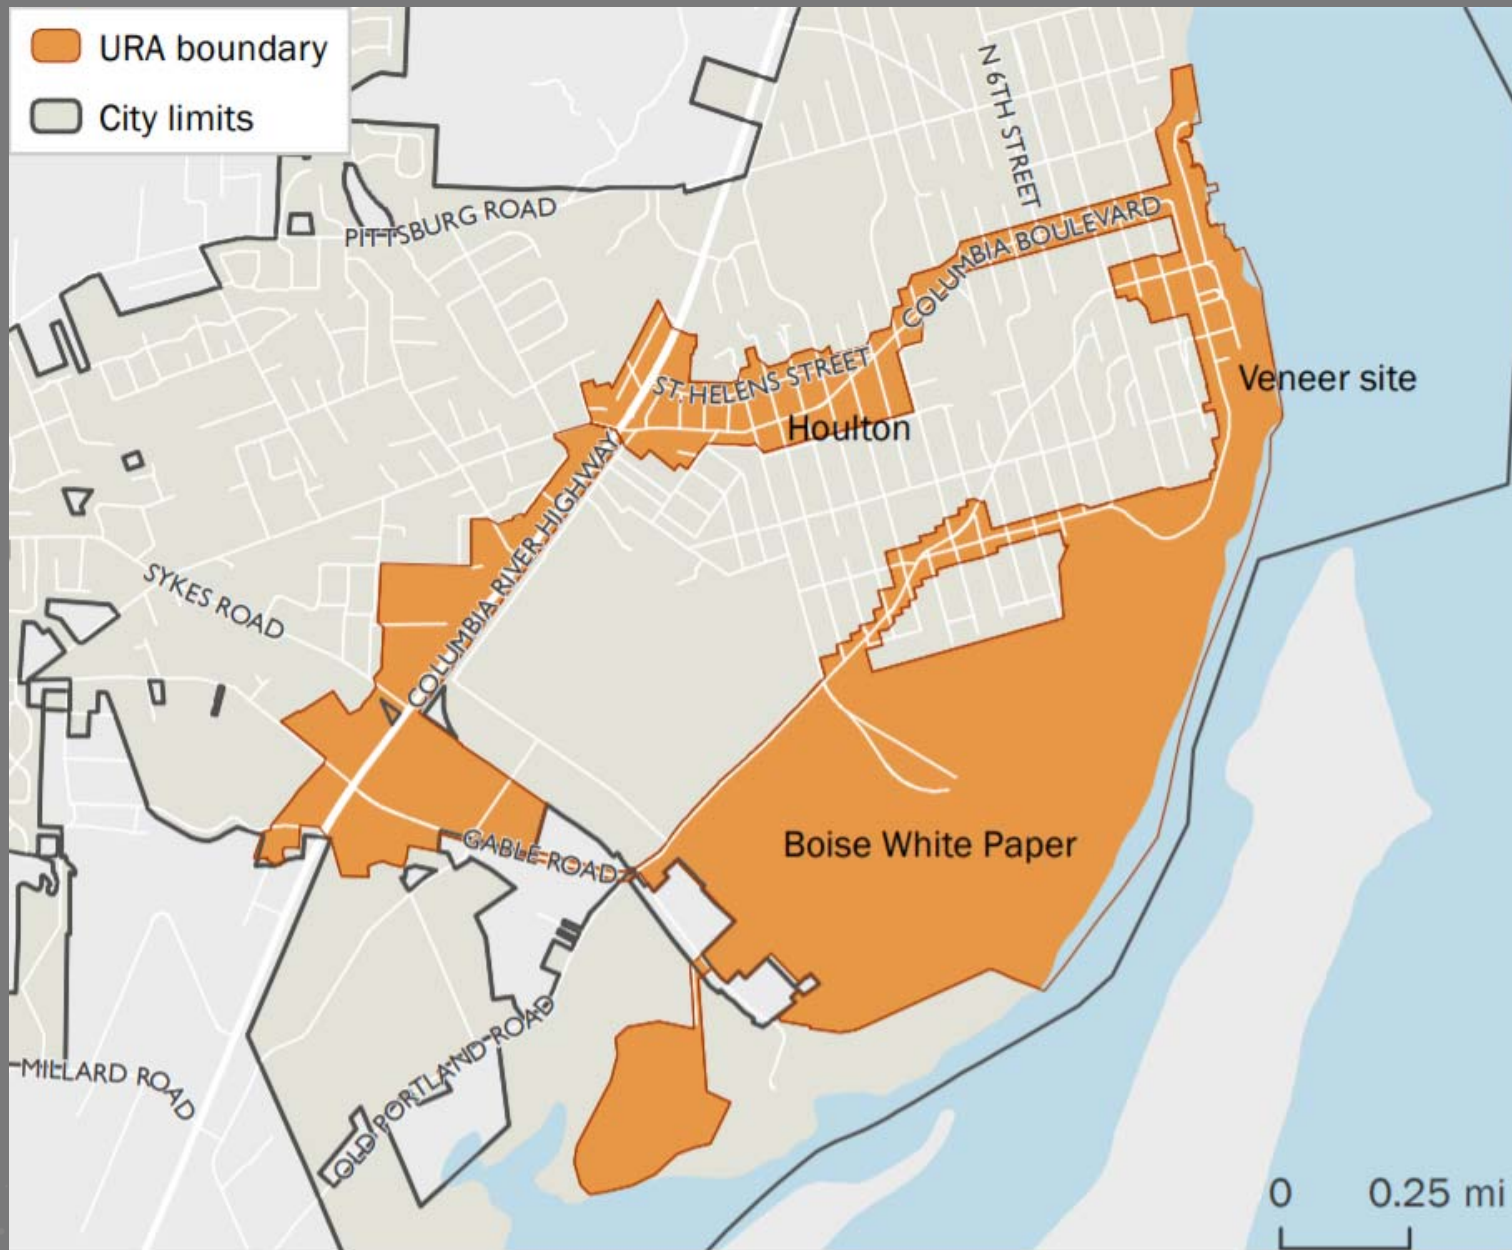 URA boundary
City limits
N 6TH STREET
PITTSBURG ROAD
COLUMBIA BOULEVARD
ST. HELENS STREET
Veneer site
Houlton
COLUMBIA RIVER HIGHWAY
SYKES ROAD
Boise White Paper
GABLE ROAD
OLD PORTLAND ROAD
MILLARD ROAD
0 0.25 mi